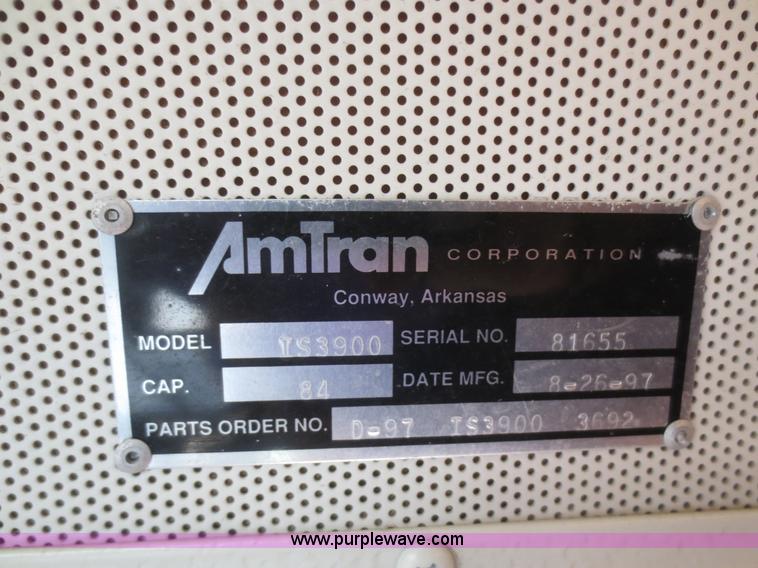 AmTran CORPORATION
Conway, Arkansas
MODEL TS3900 SERIAL NO. 81655
CAP. 84 DATE MFG. 8-26-97
PARTS ORDER NO. D-97 TS3900 3692
www.purplewave.com